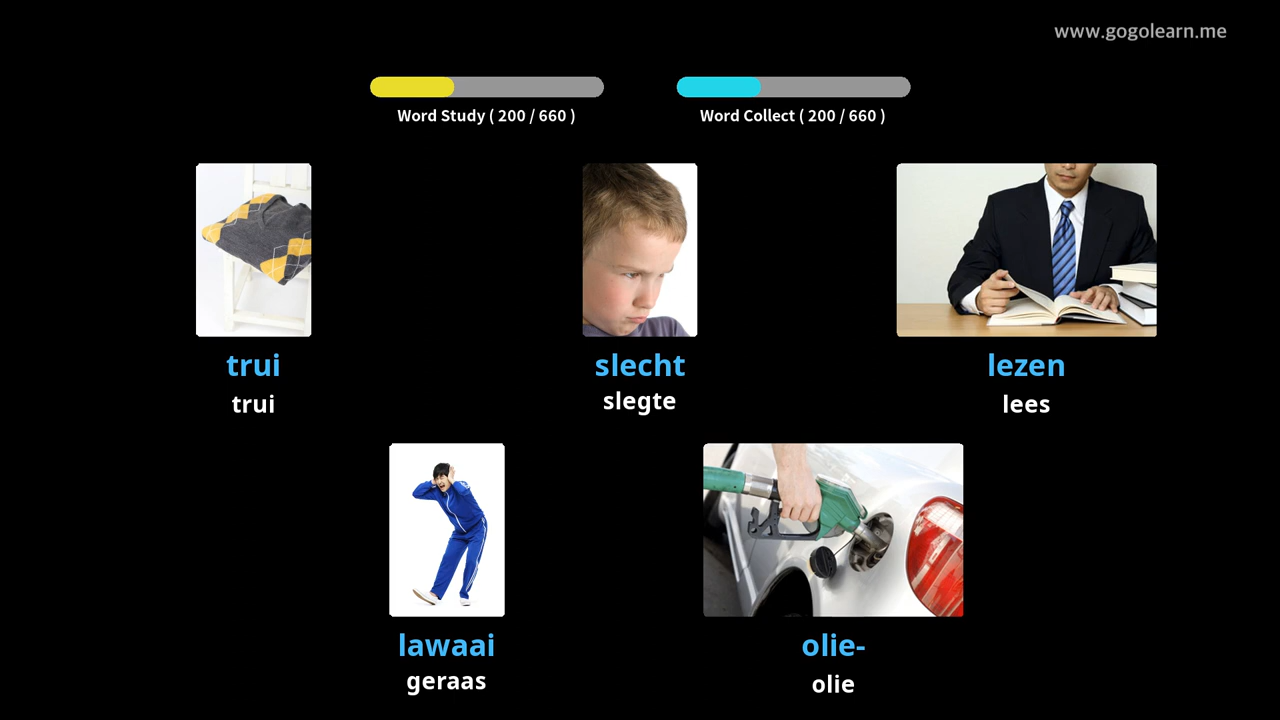 www.gogolearn.me
Word Study ( 200 / 660 )
Word Collect ( 200 / 660 )
trui
trui
slecht
slegte
lezen
lees
lawaai
geraas
olie-
olie